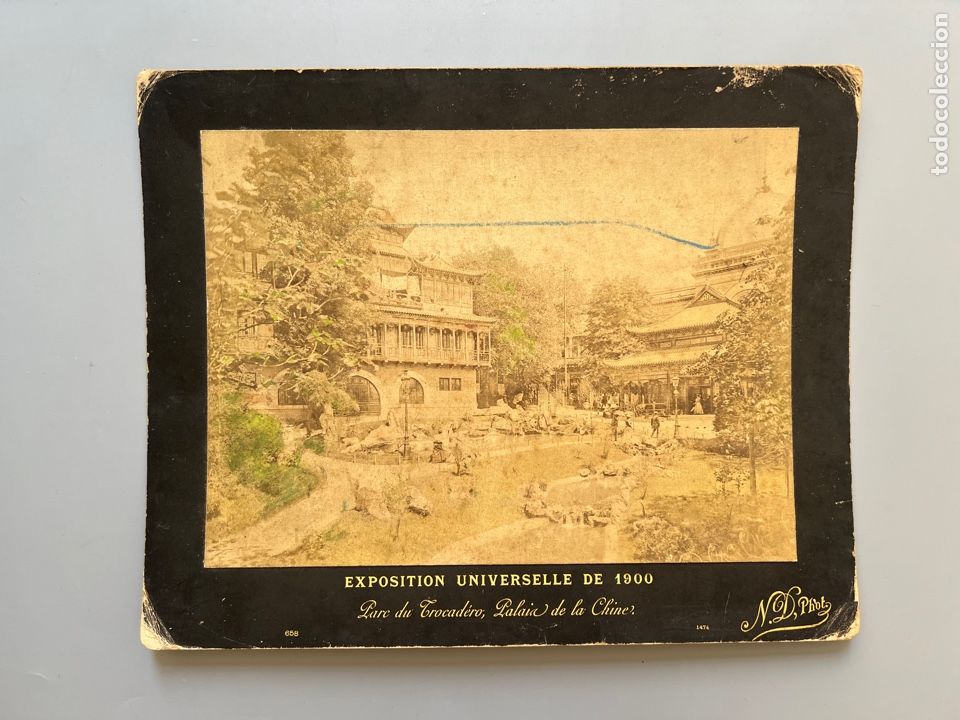 todocoleccion
EXPOSITION UNIVERSELLE DE 1900
Parc du Trocadéro, Palais de la Chine.
658
1474
N.D. Phot